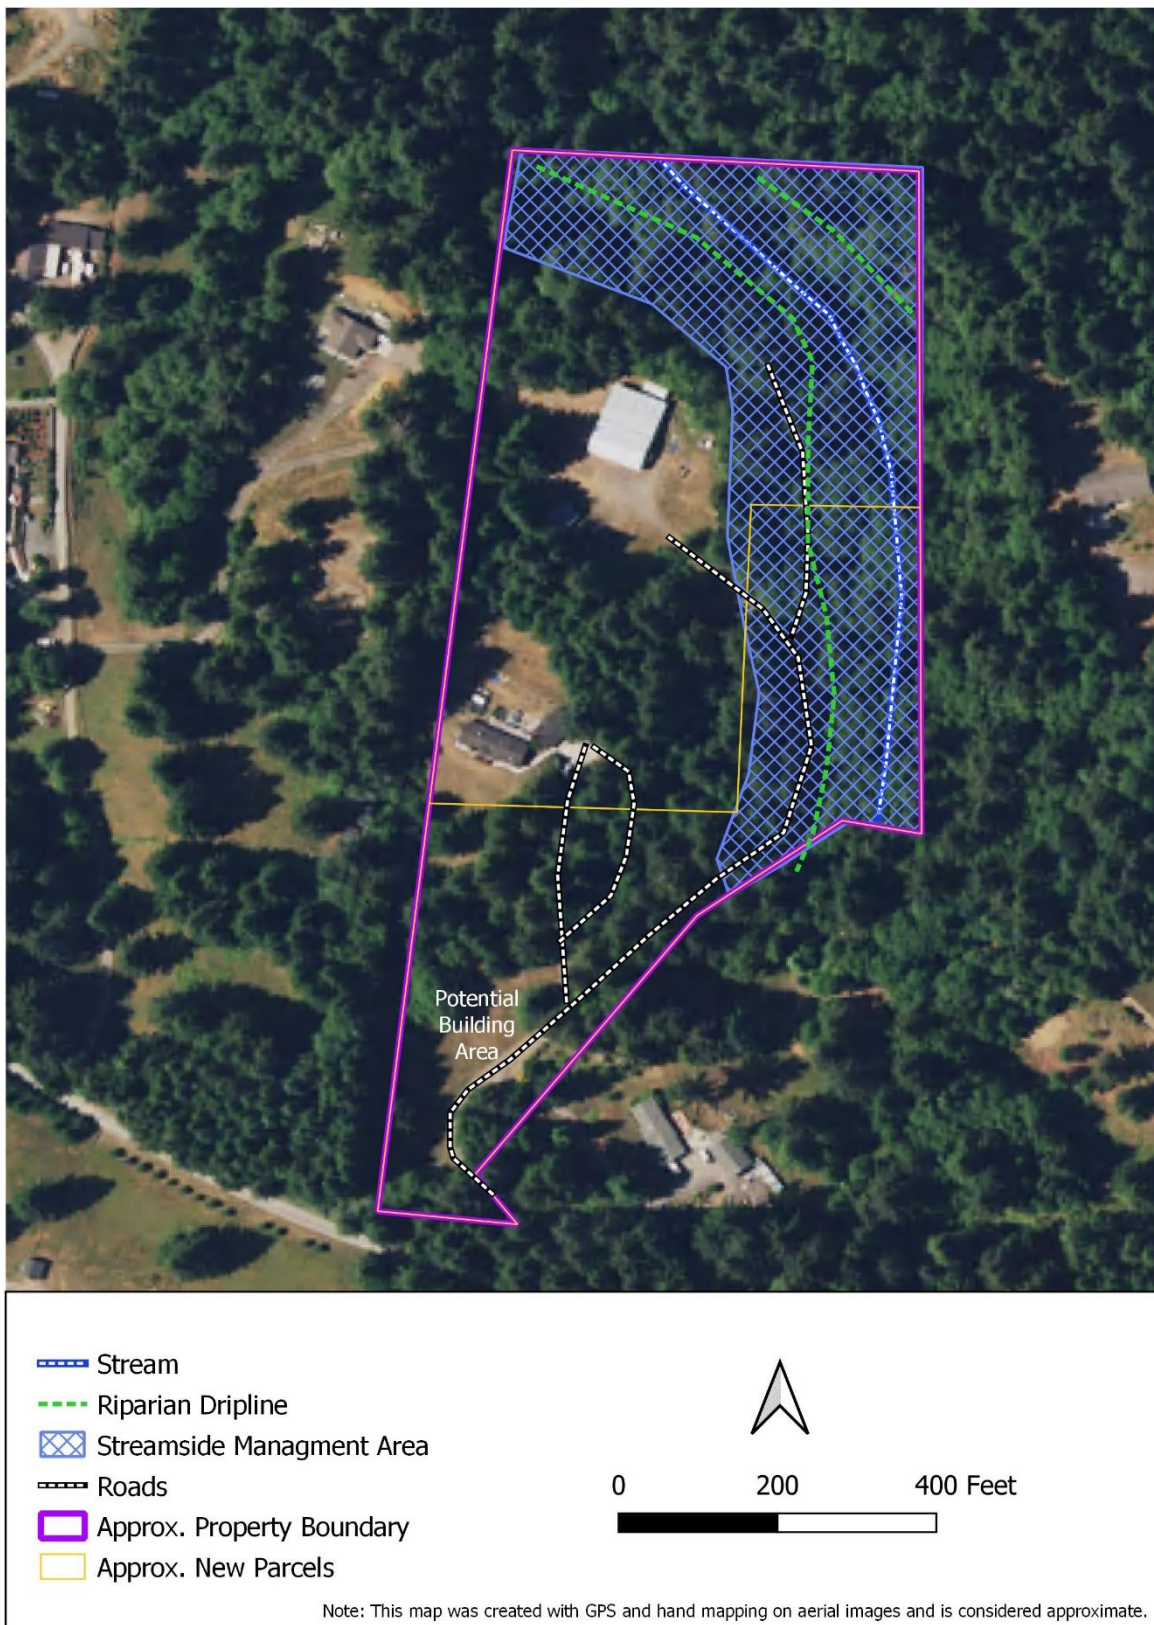 Potential
Building
Area
Stream
Riparian Dripline
Streamside Managment Area
Roads
Approx. Property Boundary
Approx. New Parcels
0 200 400 Feet
Note: This map was created with GPS and hand mapping on aerial images and is considered approximate.